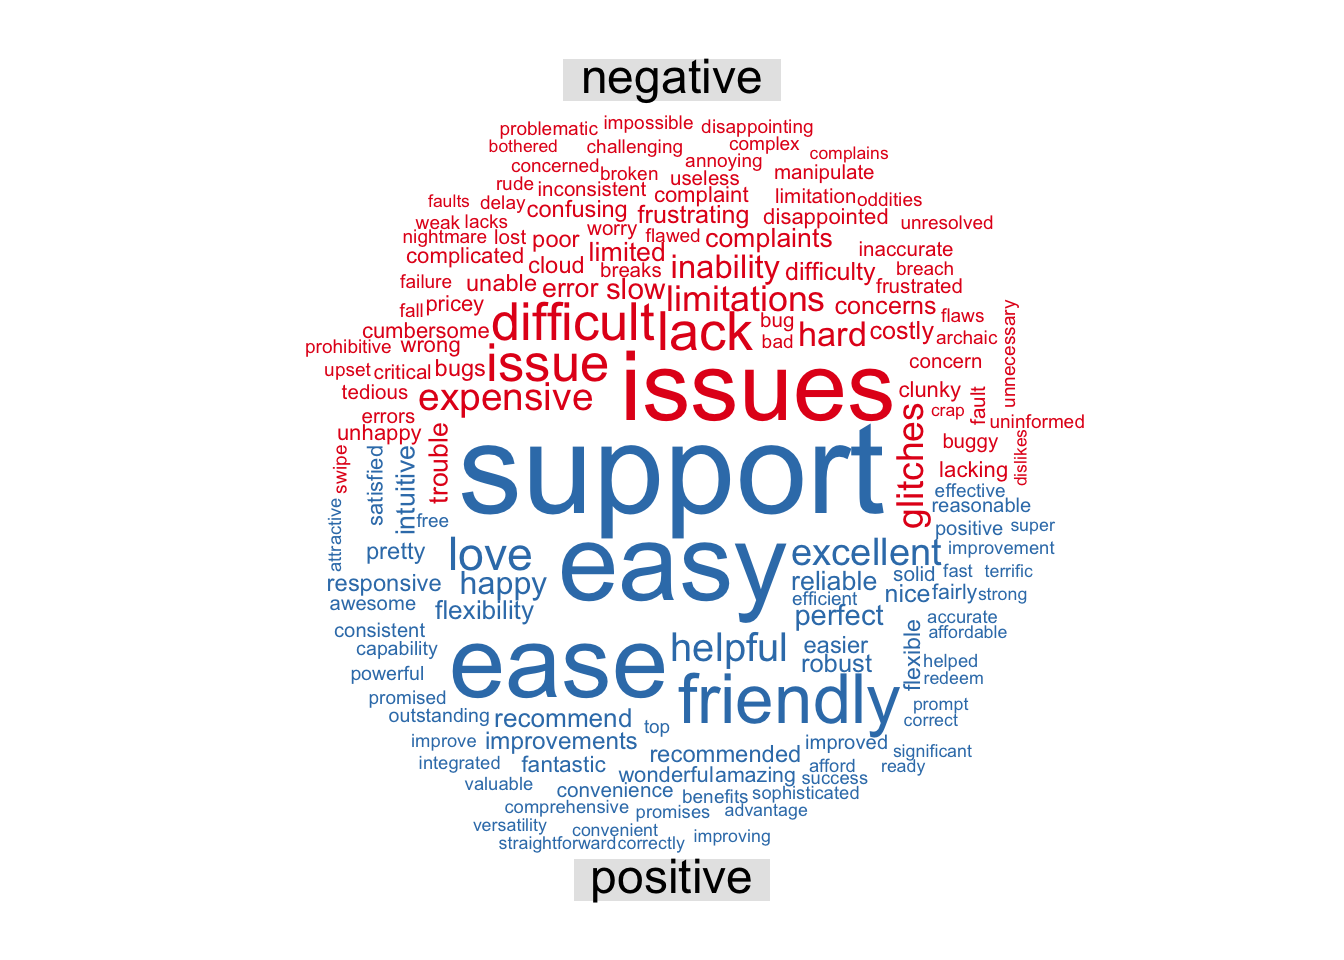 negative
problematic impossible disappointing
bothered challenging complex complains
concerned broken annoying manipulate
rude inconsistent useless
faults delay confusing complaint limitation oddities
weak lacks worry frustrating disappointed unresolved
nightmare lost poor flawed complaints inaccurate
complicated cloud limited inability difficulty breach
failure unable error breaks slow limitations concerns frustrated
fall pricey difficult lack bug hard costly flaws
cumbersome bad archaic unnecessary
prohibitive wrong issue issues concern
upset critical bugs
tedious expensive clunky fault
errors crap uninformed
unhappy trouble glitches buggy dislikes
swipe satisfied intuitive support lacking
effective
attractive free reasonable
positive super
pretty love easy excellent improvement
responsive happy reliable solid fast terrific
awesome flexibility efficient nice fairly strong
perfect accurate
consistent affordable
capability ease helpful easier flexible
powerful robust helped
redeem
promised friendly prompt
outstanding recommend top correct
improve improvements recommended improved significant
integrated fantastic afford ready
valuable wonderful amazing success
convenience benefits sophisticated
comprehensive promises advantage
versatility convenient improving
straightforward correctly
positive